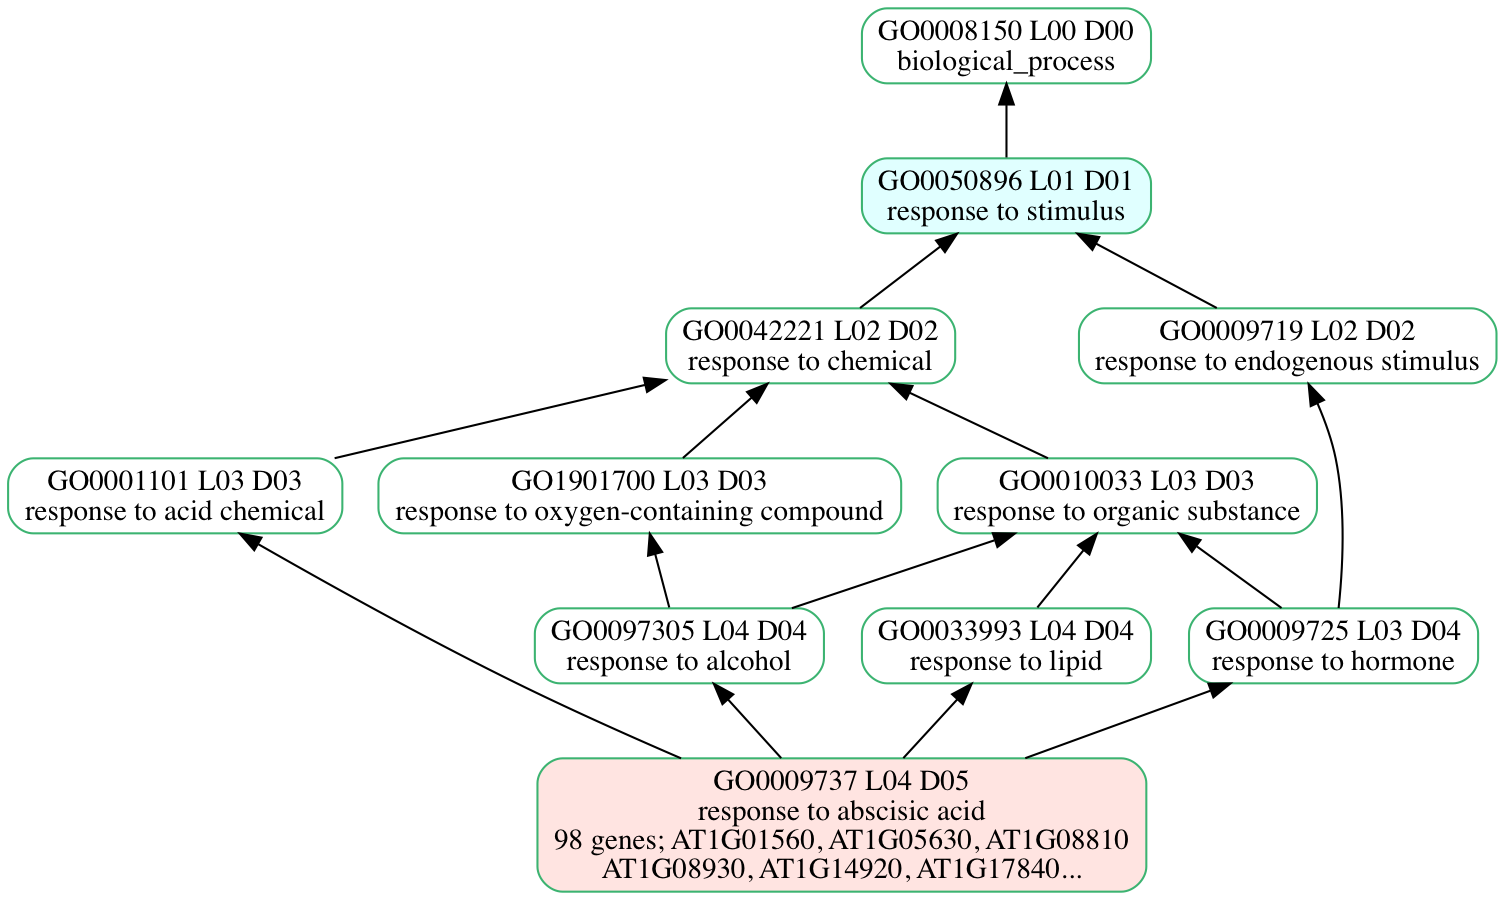 GO0008150 L00 D00
biological_process
GO0050896 L01 D01
response to stimulus
GO0042221 L02 D02
response to chemical
GO0009719 L02 D02
response to endogenous stimulus
GO0001101 L03 D03
response to acid chemical
GO1901700 L03 D03
response to oxygen-containing compound
GO0010033 L03 D03
response to organic substance
GO0097305 L04 D04
response to alcohol
GO0033993 L04 D04
response to lipid
GO0009725 L03 D04
response to hormone
GO0009737 L04 D05
response to abscisic acid
98 genes; AT1G01560, AT1G05630, AT1G08810
AT1G08930, AT1G14920, AT1G17840...